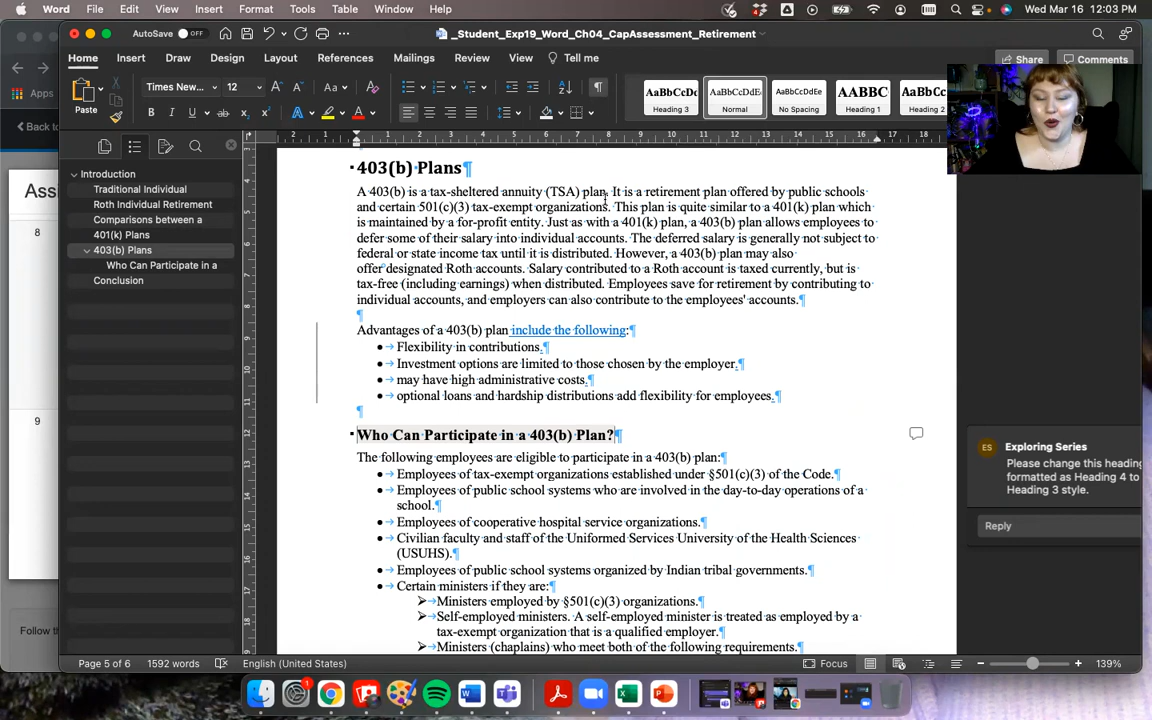 Word File Edit View Insert Format Tools Table Window Help Wed Mar 16 12:03 PM
AutoSave OFF _Student_Exp19_Word_Ch04_CapAssessment_Retirement
Home Insert Draw Design Layout References Mailings Review View Tell me Share Comments
Apps
Paste
Times New... 12
AaBbCcDc AaBbCcDdEe AaBbCcDdEe AABBC AaBbCcDdEe
Heading 3 Normal No Spacing Heading 1 Heading 2
Back to
Assi
8
9
Follow th
Introduction
Traditional Individual
Roth Individual Retirement
Comparisons between a
401(k) Plans
403(b) Plans
Who Can Participate in a
Conclusion
403(b) Plans¶
A 403(b) is a tax-sheltered annuity (TSA) plan. It is a retirement plan offered by public schools
and certain 501(c)(3) tax-exempt organizations. This plan is quite similar to a 401(k) plan which
is maintained by a for-profit entity. Just as with a 401(k) plan, a 403(b) plan allows employees to
defer some of their salary into individual accounts. The deferred salary is generally not subject to
federal or state income tax until it is distributed. However, a 403(b) plan may also
offer designated Roth accounts. Salary contributed to a Roth account is taxed currently, but is
tax-free (including earnings) when distributed. Employees save for retirement by contributing to
individual accounts, and employers can also contribute to the employees' accounts.¶
¶
Advantages of a 403(b) plan include the following:¶
• Flexibility in contributions.¶
• Investment options are limited to those chosen by the employer.¶
• may have high administrative costs.¶
• optional loans and hardship distributions add flexibility for employees.¶
¶
Who Can Participate in a 403(b) Plan?¶
The following employees are eligible to participate in a 403(b) plan:¶
• Employees of tax-exempt organizations established under §501(c)(3) of the Code.¶
• Employees of public school systems who are involved in the day-to-day operations of a
school.¶
• Employees of cooperative hospital service organizations.¶
• Civilian faculty and staff of the Uniformed Services University of the Health Sciences
(USUHS).¶
• Employees of public school systems organized by Indian tribal governments.¶
• Certain ministers if they are:¶
➢ Ministers employed by §501(c)(3) organizations.¶
➢ Self-employed ministers. A self-employed minister is treated as employed by a
tax-exempt organization that is a qualified employer.¶
➢ Ministers (chaplains) who meet both of the following requirements.¶
ES Exploring Series
Please change this heading
formatted as Heading 4 to
Heading 3 style.
Reply
Page 5 of 6 1592 words English (United States) Focus 139%